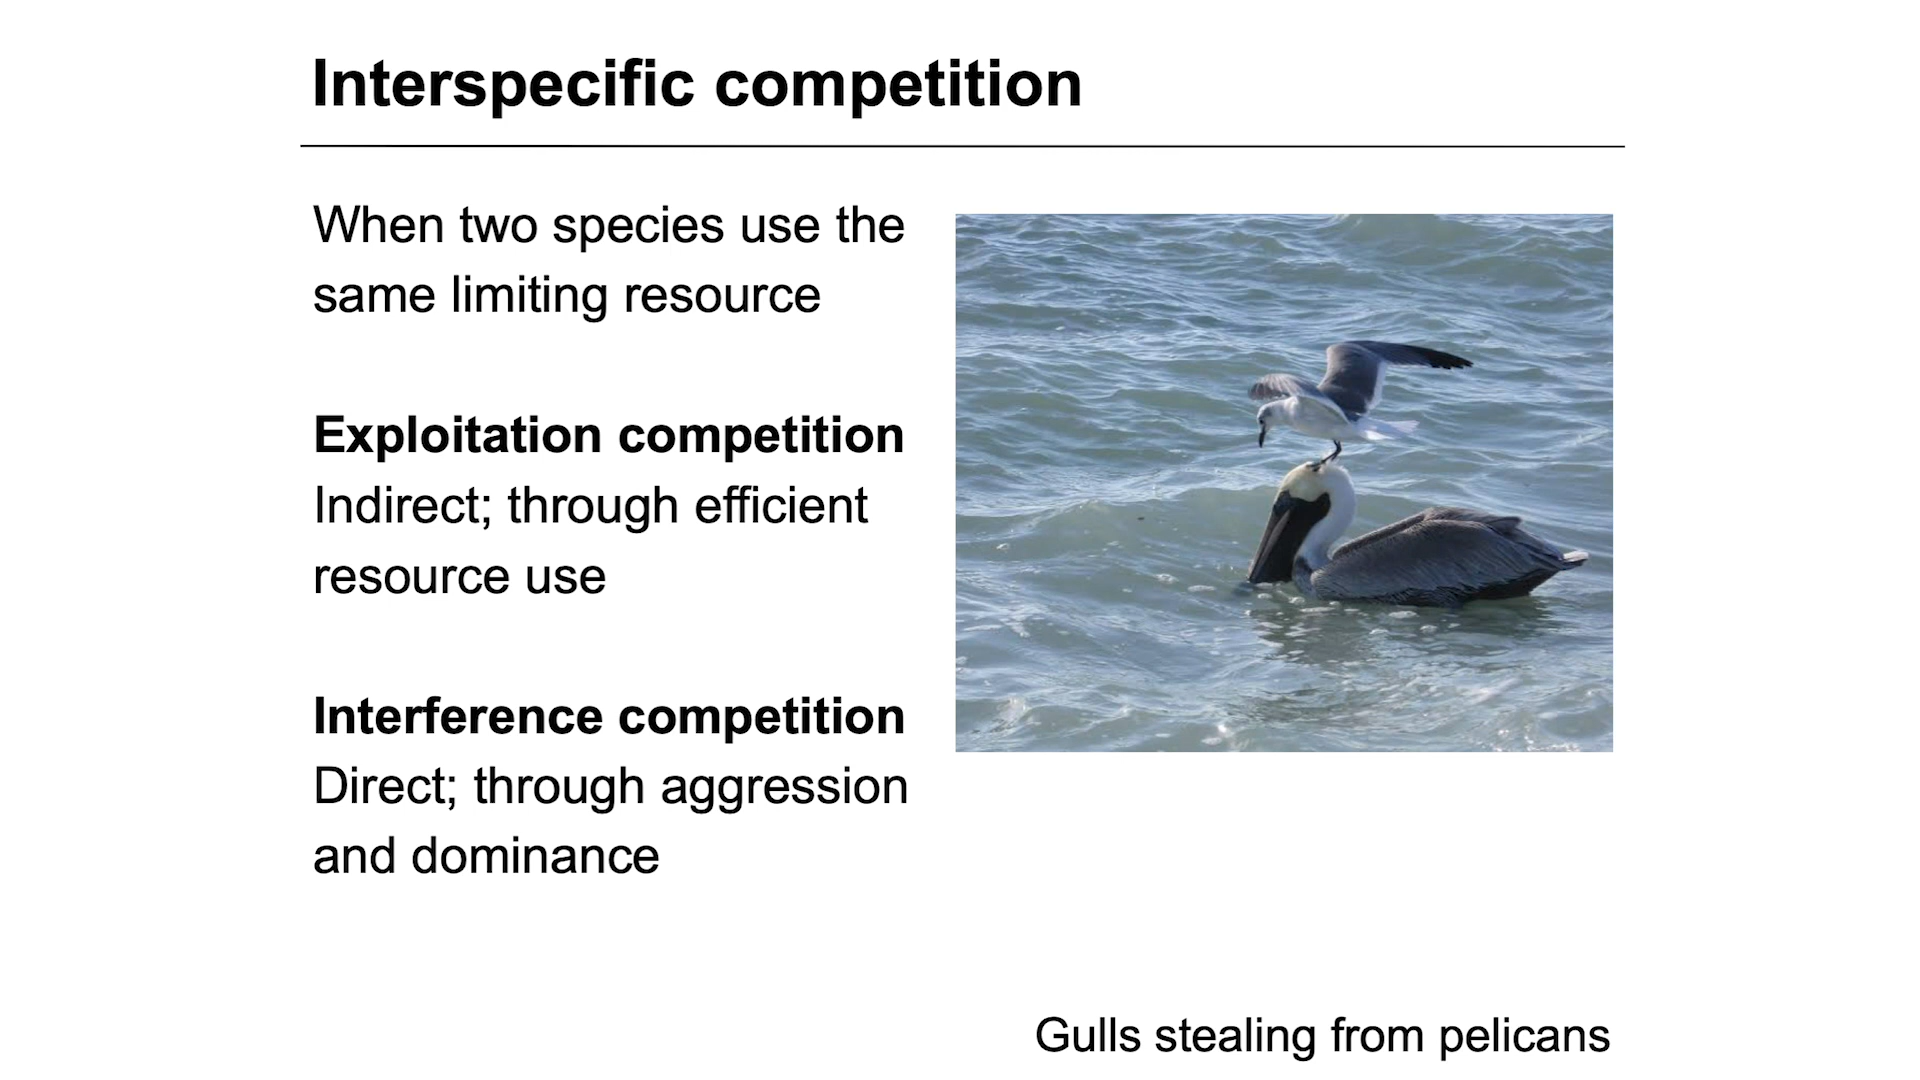 Interspecific competition
When two species use the
same limiting resource
Exploitation competition
Indirect; through efficient
resource use
Interference competition
Direct; through aggression
and dominance
Gulls stealing from pelicans